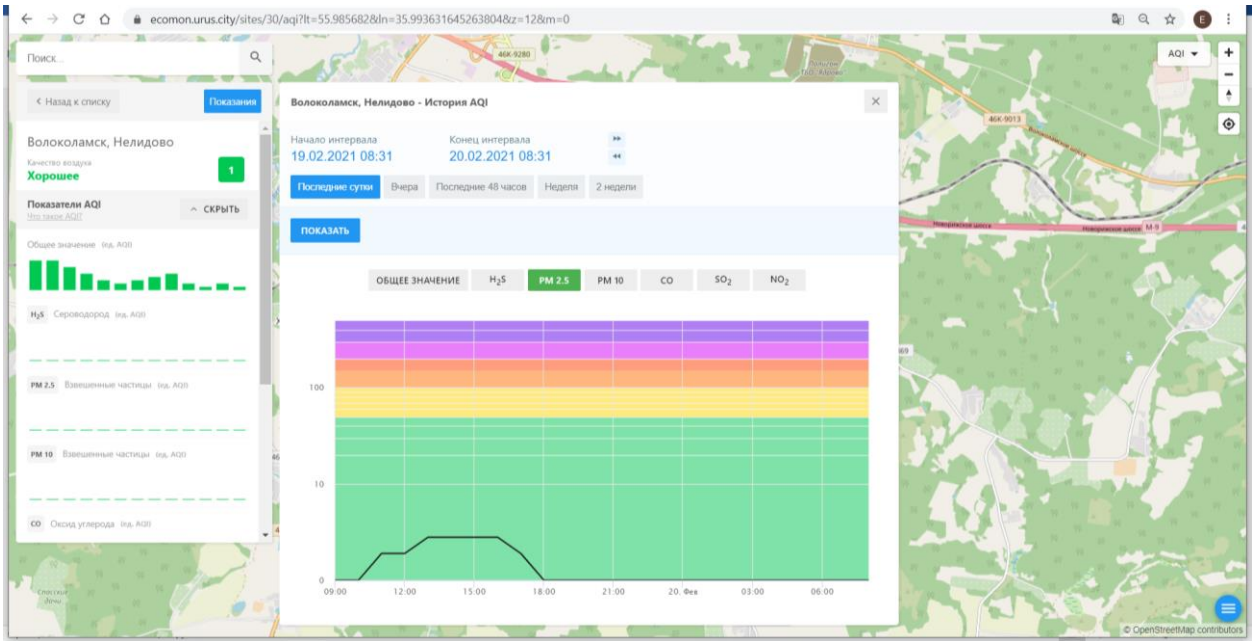 ecomon.urus.city/sites/30/aqi?lt=55.985682&ln=35.993631645263804&z=12&m=0
E
Поиск...
46К-9280
AQI
Назад к списку
Показания
Волоколамск, Нелидово - История AQI
46К-9013
Волоколамск, Нелидово
Качество воздуха
Хорошее
1
Начало интервала
Конец интервала
19.02.2021 08:31
20.02.2021 08:31
Последние сутки
Вчера
Последние 48 часов
Неделя
2 недели
Показатели AQI
Что такое AQI?
СКРЫТЬ
ПОКАЗАТЬ
Новорижское шоссе
Новорижское шоссе
М-9
Общее значение (ед. AQI)
ОБЩЕЕ ЗНАЧЕНИЕ
H₂S
PM 2.5
PM 10
CO
SO₂
NO₂
H₂S Сероводород (ед. AQI)
PM 2.5 Взвешенные частицы (ед. AQI)
100
PM 10 Взвешенные частицы (ед. AQI)
10
CO Оксид углерода (ед. AQI)
0
09:00
12:00
15:00
18:00
21:00
20. Фев
03:00
06:00
© OpenStreetMap contributors